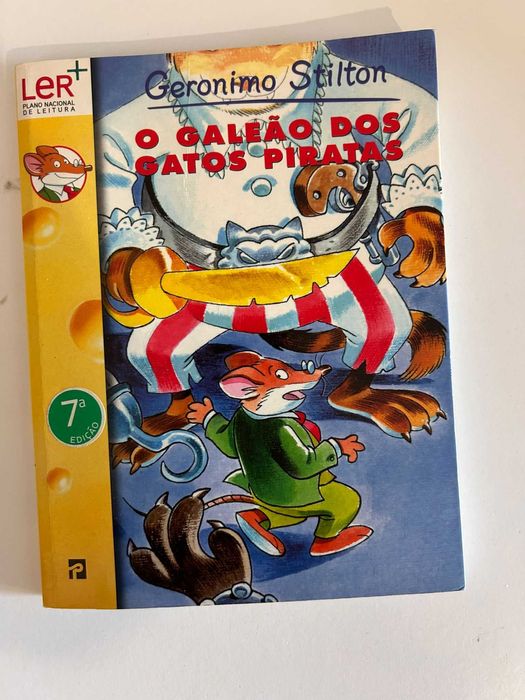 LeR+
PLANO NACIONAL
DE LEITURA
Geronimo Stilton
O GALEÃO DOS
GATOS PIRATAS
7ª
EDIÇÃO
P